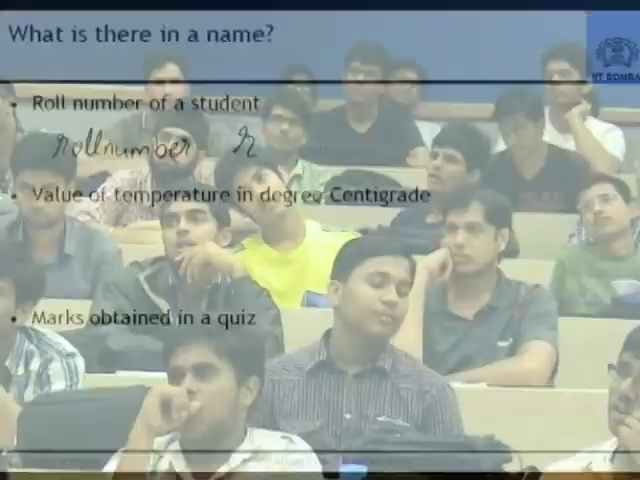 What is there in a name?
IIT BOMBA
• Roll number of a student
rollnumber
• Value of temperature in degree Centigrade
• Marks obtained in a quiz